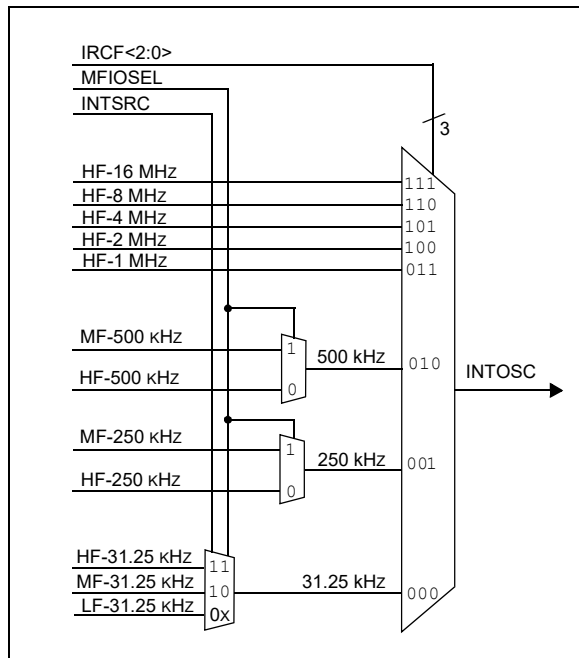 IRCF<2:0>
MFIOSEL
INTSRC
3
HF-16 MHz
111
HF-8 MHz
110
HF-4 MHz
101
HF-2 MHz
100
HF-1 MHz
011
MF-500 KHz
1
500 kHz
010
HF-500 KHz
0
INTOSC
MF-250 KHz
1
250 kHz
001
HF-250 KHz
0
HF-31.25 KHz
11
MF-31.25 KHz
10
31.25 kHz
000
LF-31.25 KHz
0X